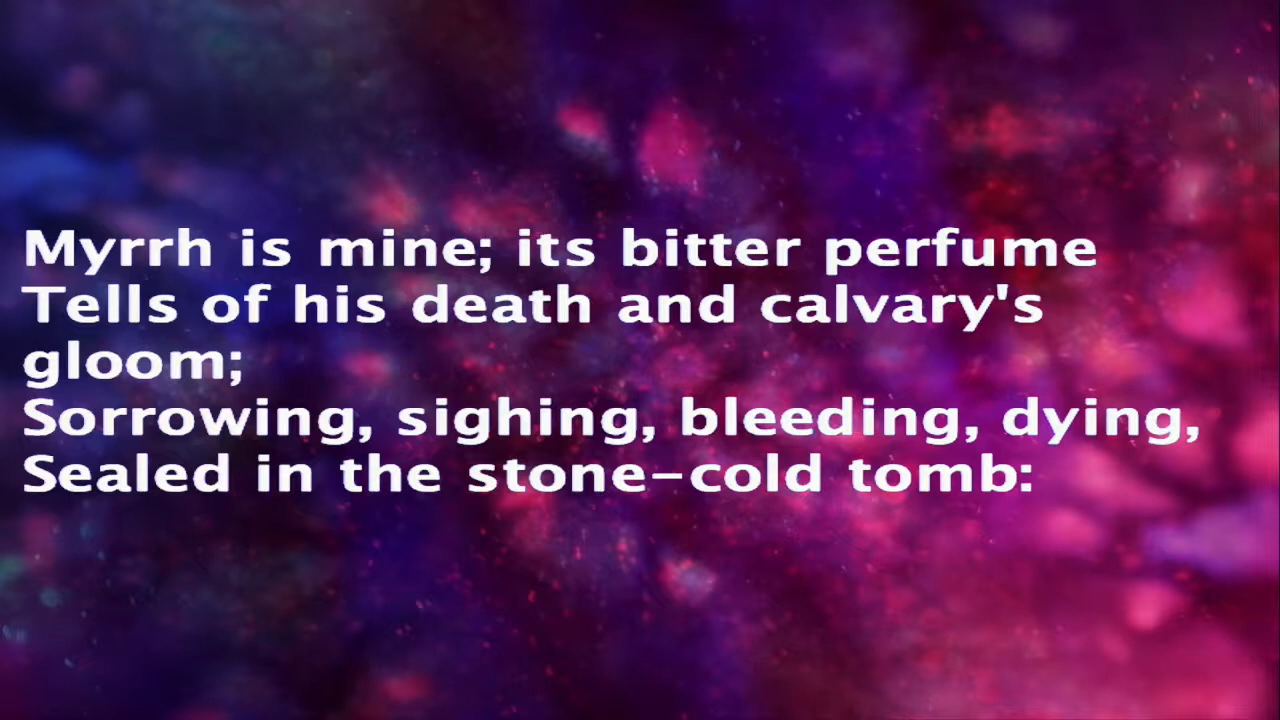 Myrrh is mine; its bitter perfume
Tells of his death and calvary's
gloom;
Sorrowing, sighing, bleeding, dying,
Sealed in the stone-cold tomb: